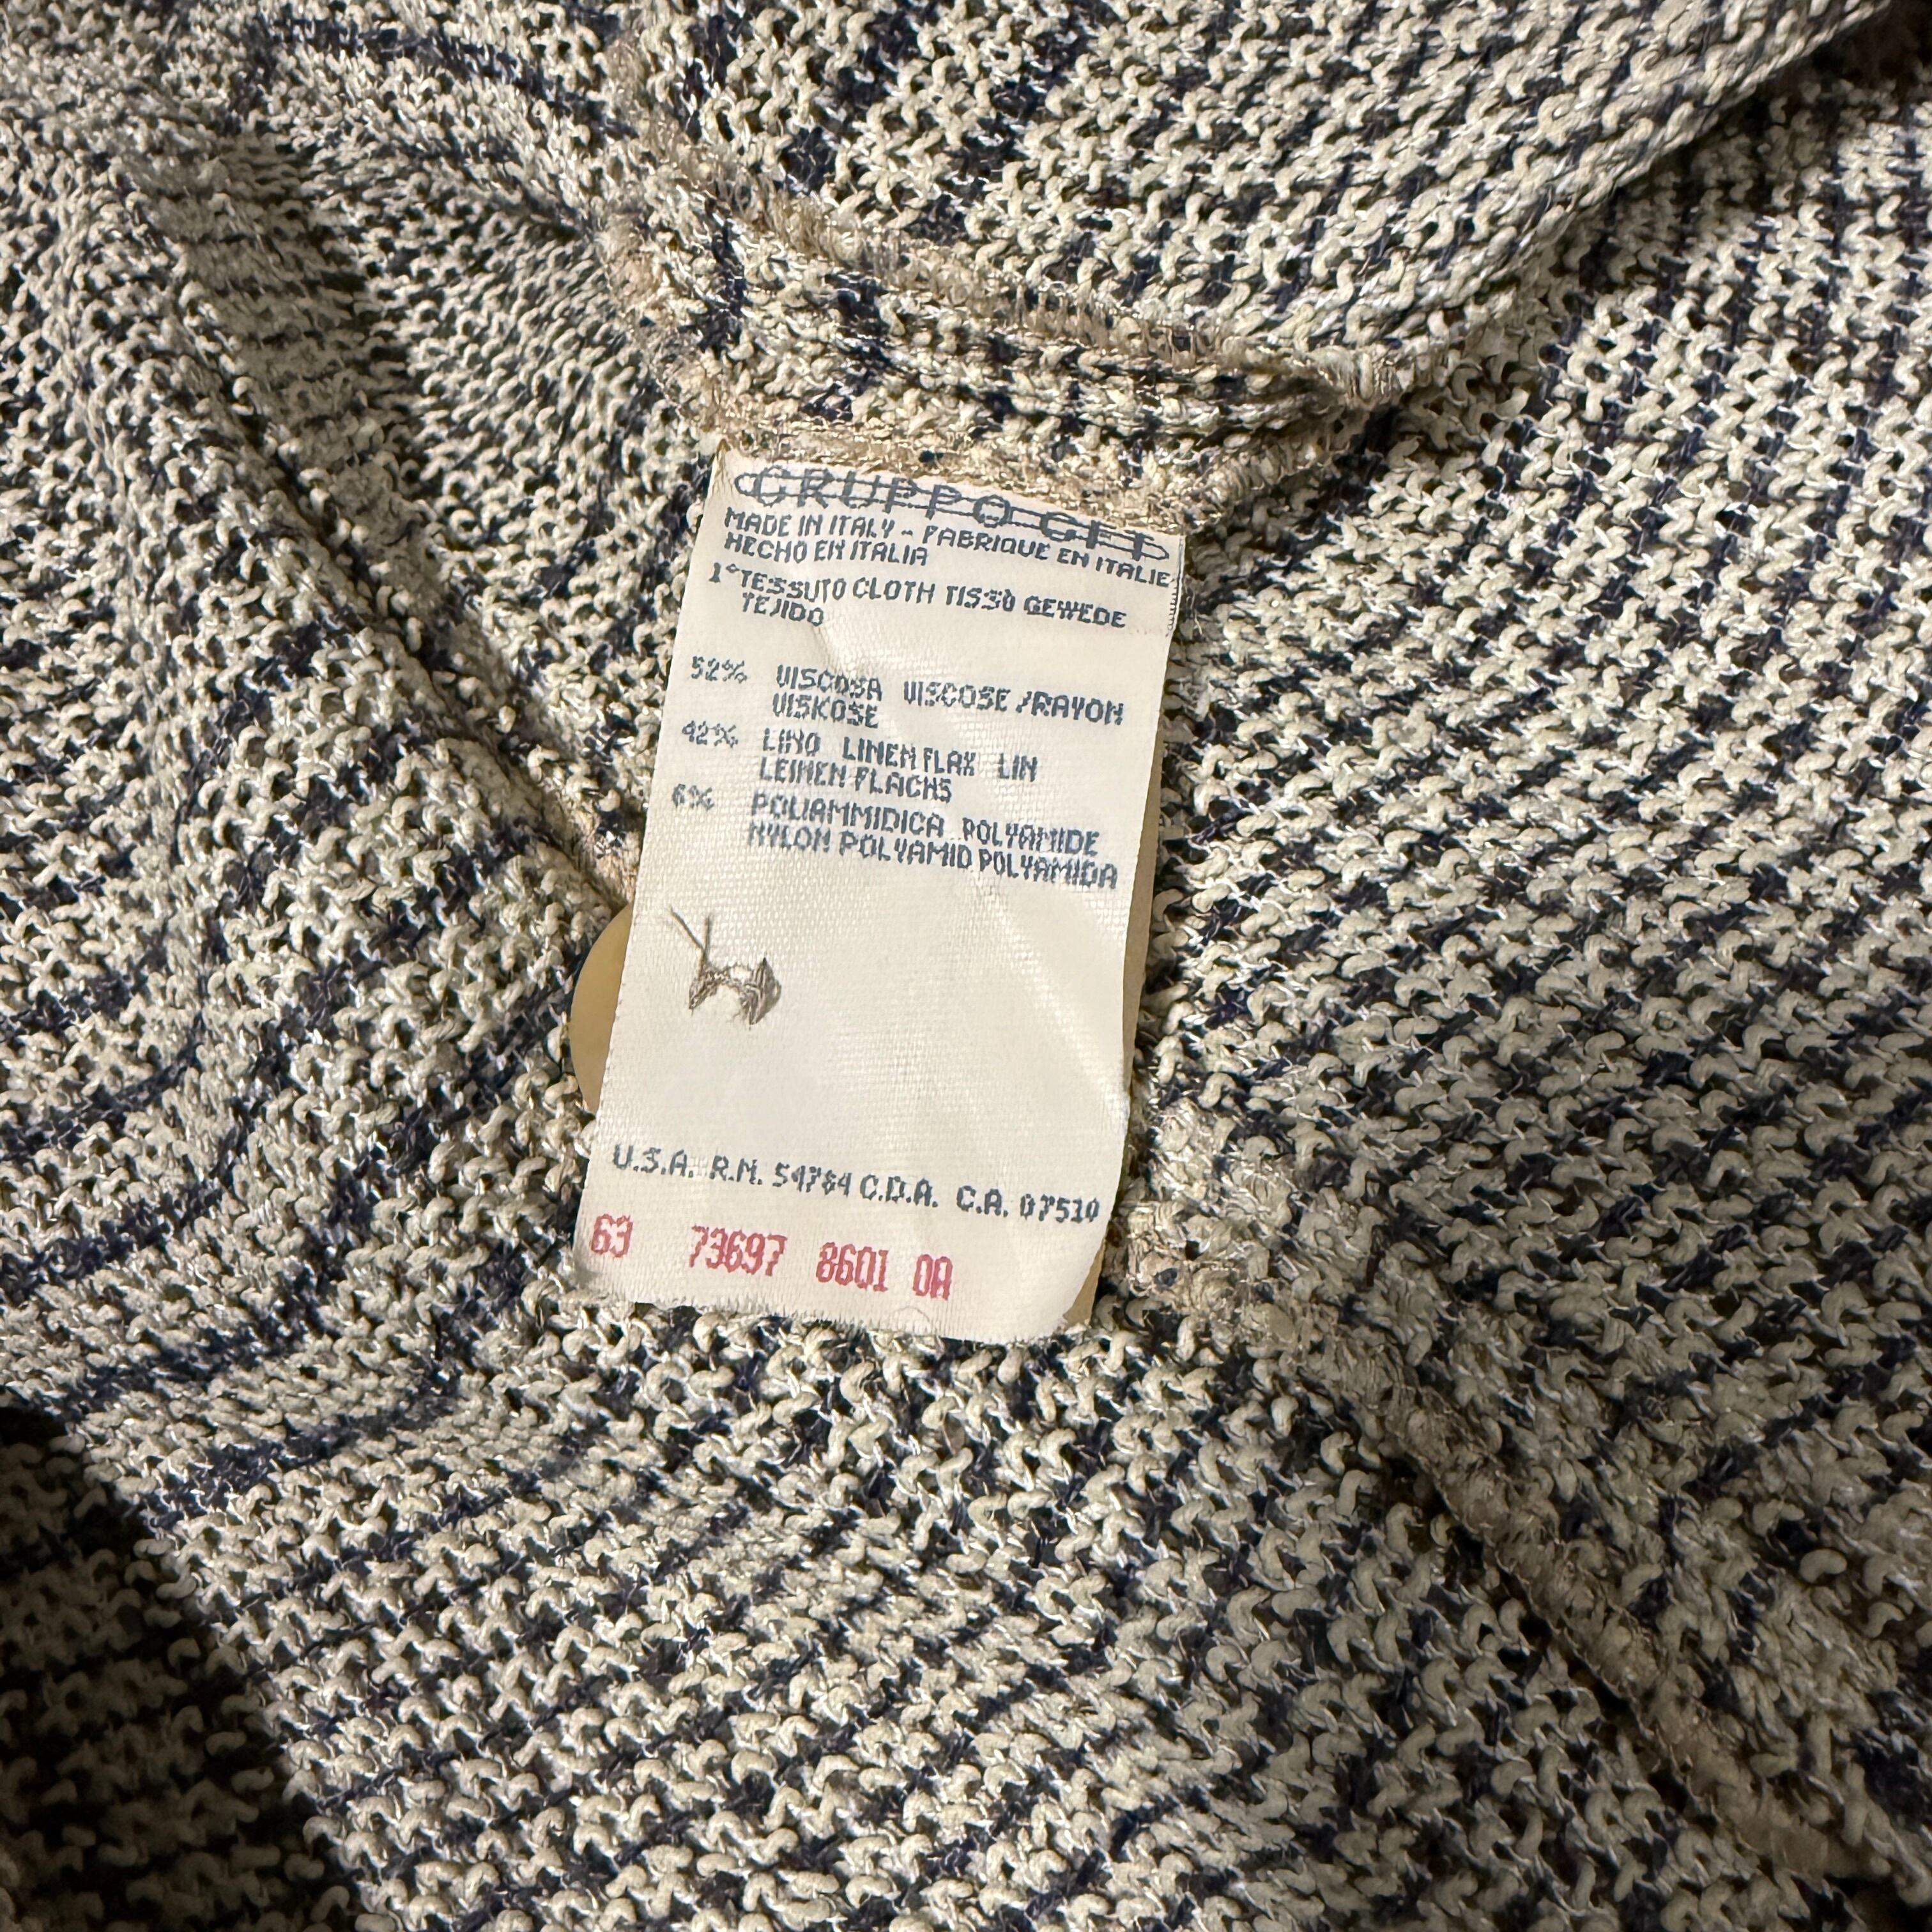 GRUPPO GFT
MADE IN ITALY - FABRIQUE EN ITALIE
HECHO EN ITALIA
1° TESSUTO CLOTH TISSÙ GEWEDE
TEJIDO
52% VISCOSA VISCOSE/RAYON
VISKOSE
42% LINO LINEN FLAX LIN
LEINEN FLACHS
6% POLIAMMIDICA POLYAMIDE
NYLON POLYAMID POLYAMIDA
U.S.A. R.N. 54784 C.D.A. C.A. 07510
63 73697 8601 0A